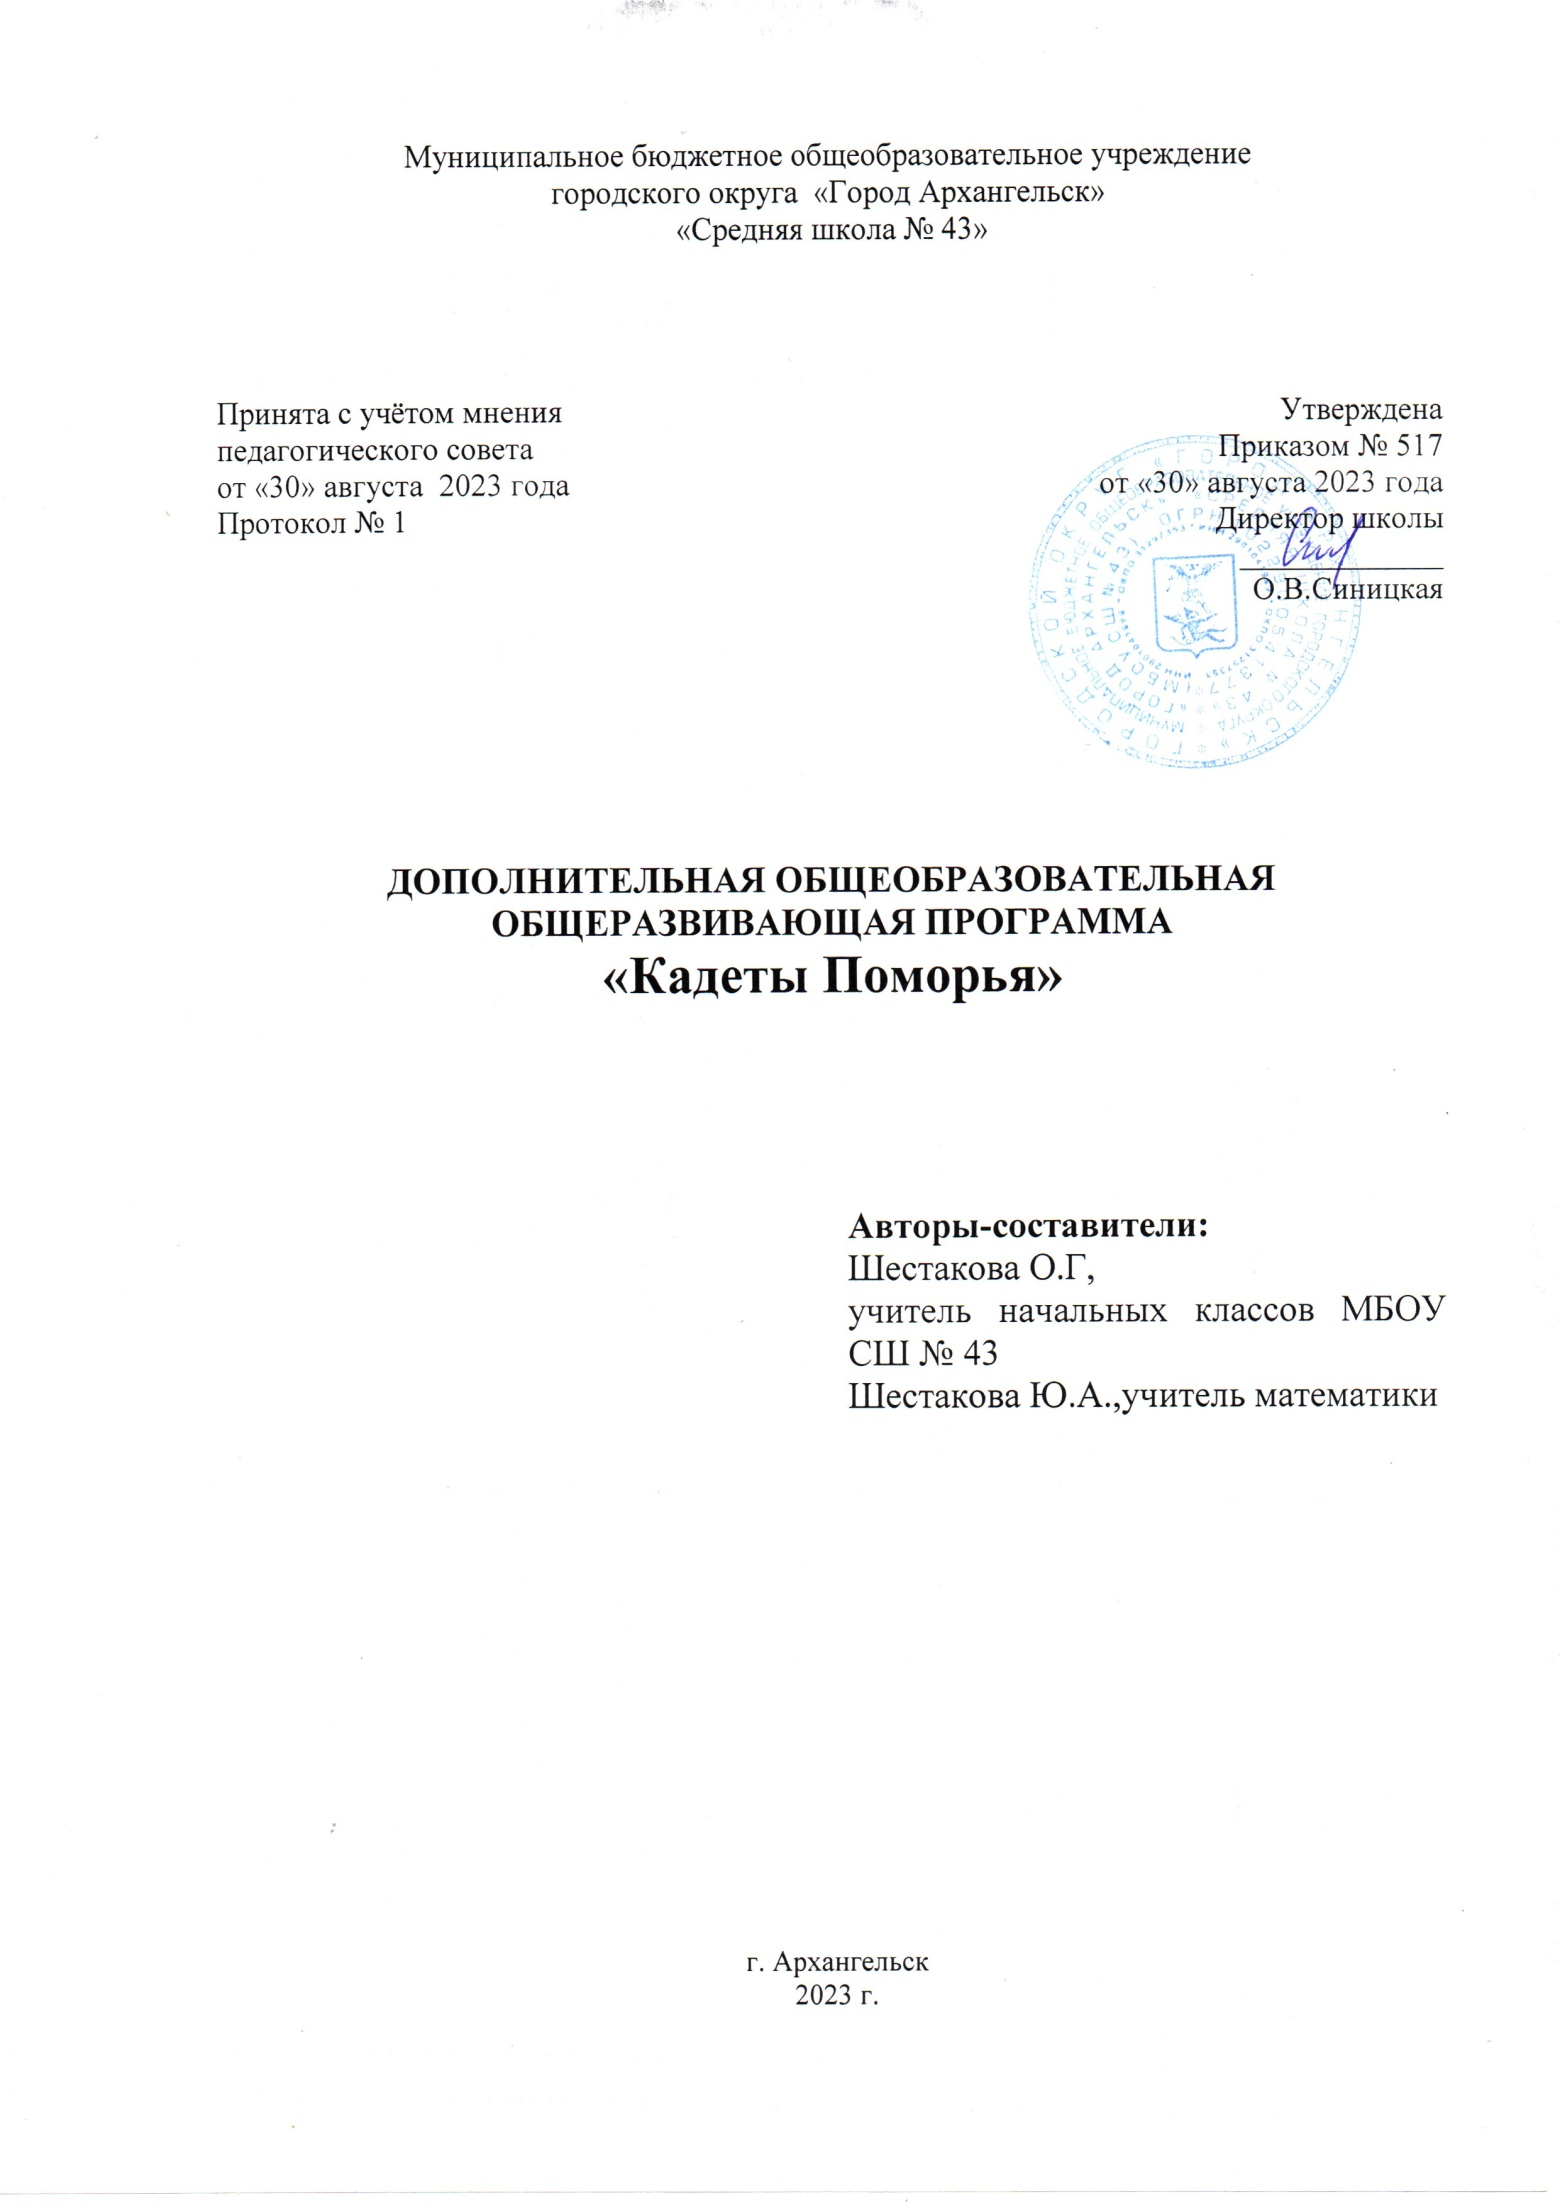 Муниципальное бюджетное общеобразовательное учреждение
городского округа «Город Архангельск»
«Средняя школа № 43»
Принята с учётом мнения
педагогического совета
от «30» августа 2023 года
Протокол № 1
Утверждена
Приказом № 517
от «30» августа 2023 года
Директор школы
О.В.Синицкая
ДОПОЛНИТЕЛЬНАЯ ОБЩЕОБРАЗОВАТЕЛЬНАЯ
ОБЩЕРАЗВИВАЮЩАЯ ПРОГРАММА
«Кадеты Поморья»
Авторы-составители:
Шестакова О.Г,
учитель начальных классов МБОУ
СШ № 43
Шестакова Ю.А.,учитель математики
г. Архангельск
2023 г.